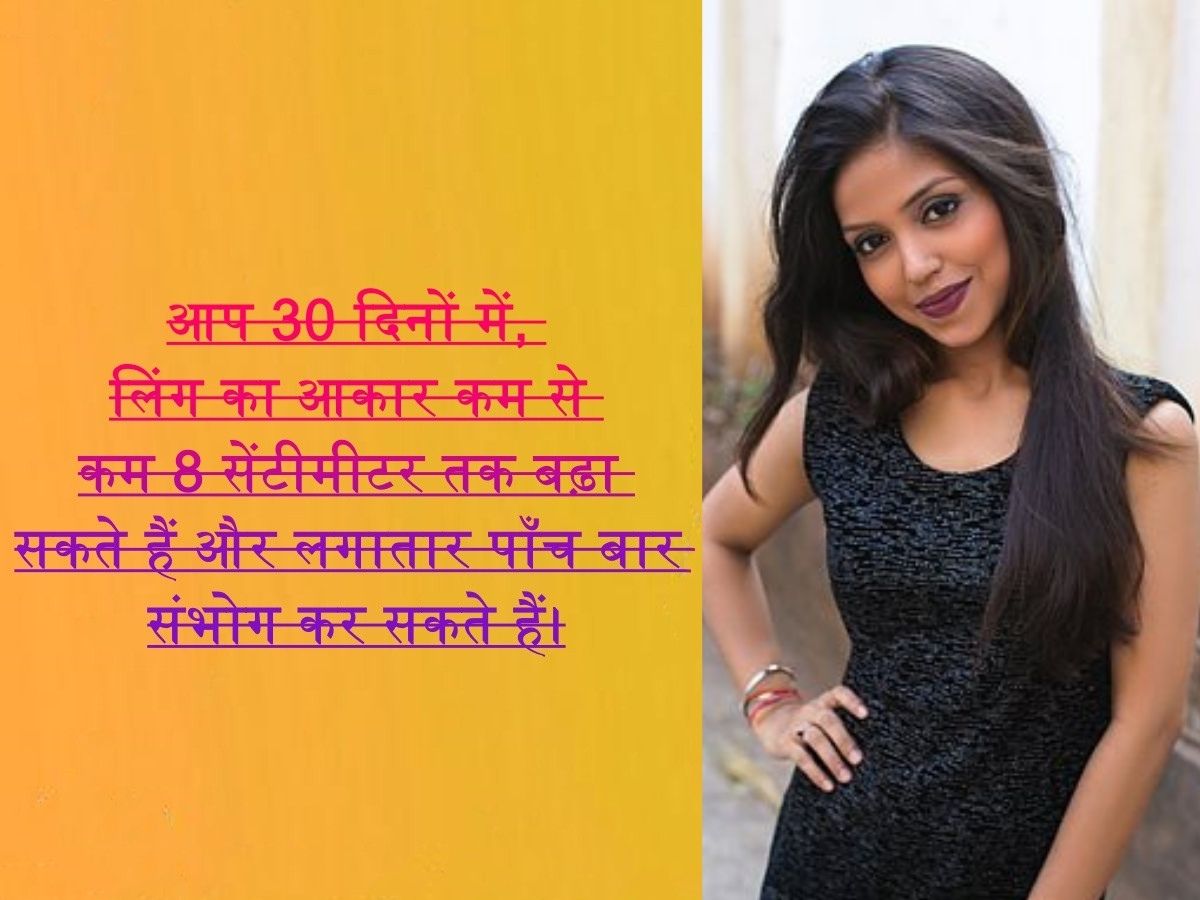 आप 30 दिनों में,
लिंग का आकार कम से
कम 8 सेंटीमीटर तक बढ़ा
सकते हैं और लगातार पाँच बार
संभोग कर सकते हैं।